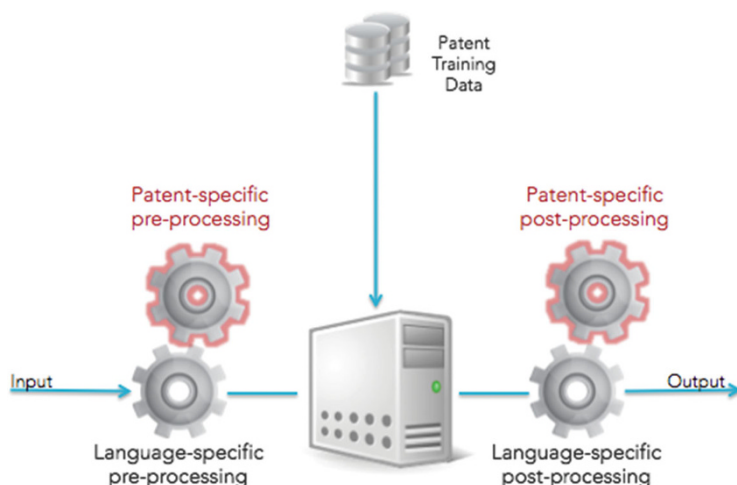 Patent
Training
Data
Patent-specific
pre-processing
Patent-specific
post-processing
Input
Output
Language-specific
pre-processing
Language-specific
post-processing